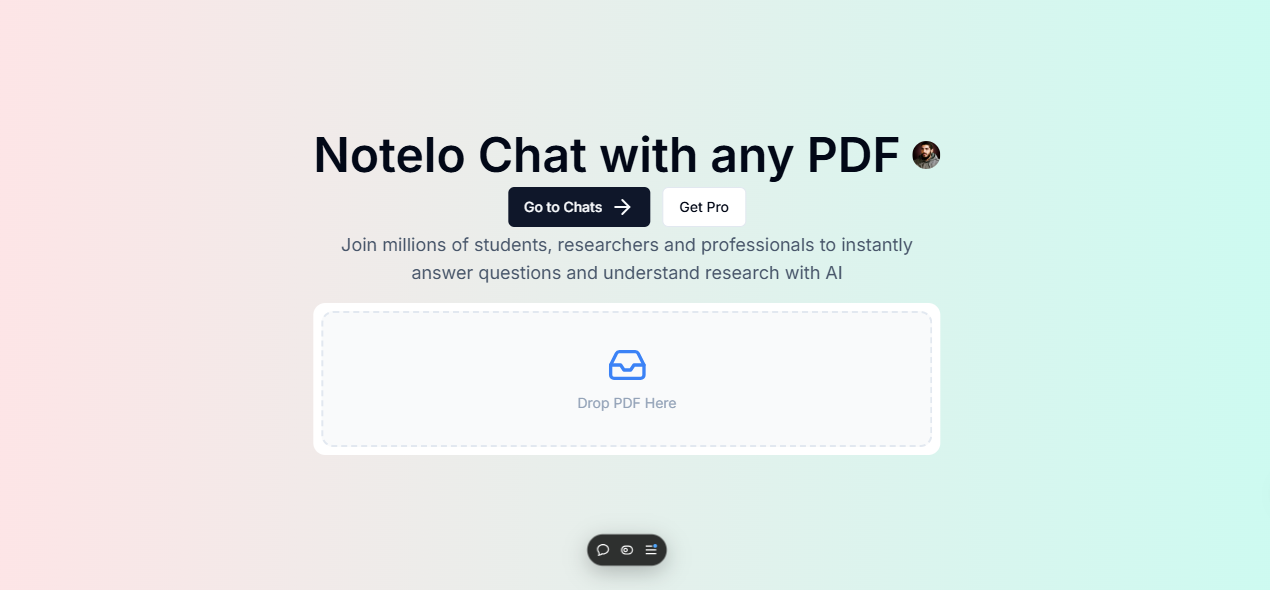 Notelo Chat with any PDF
Go to Chats
Get Pro
Join millions of students, researchers and professionals to instantly
answer questions and understand research with AI
Drop PDF Here